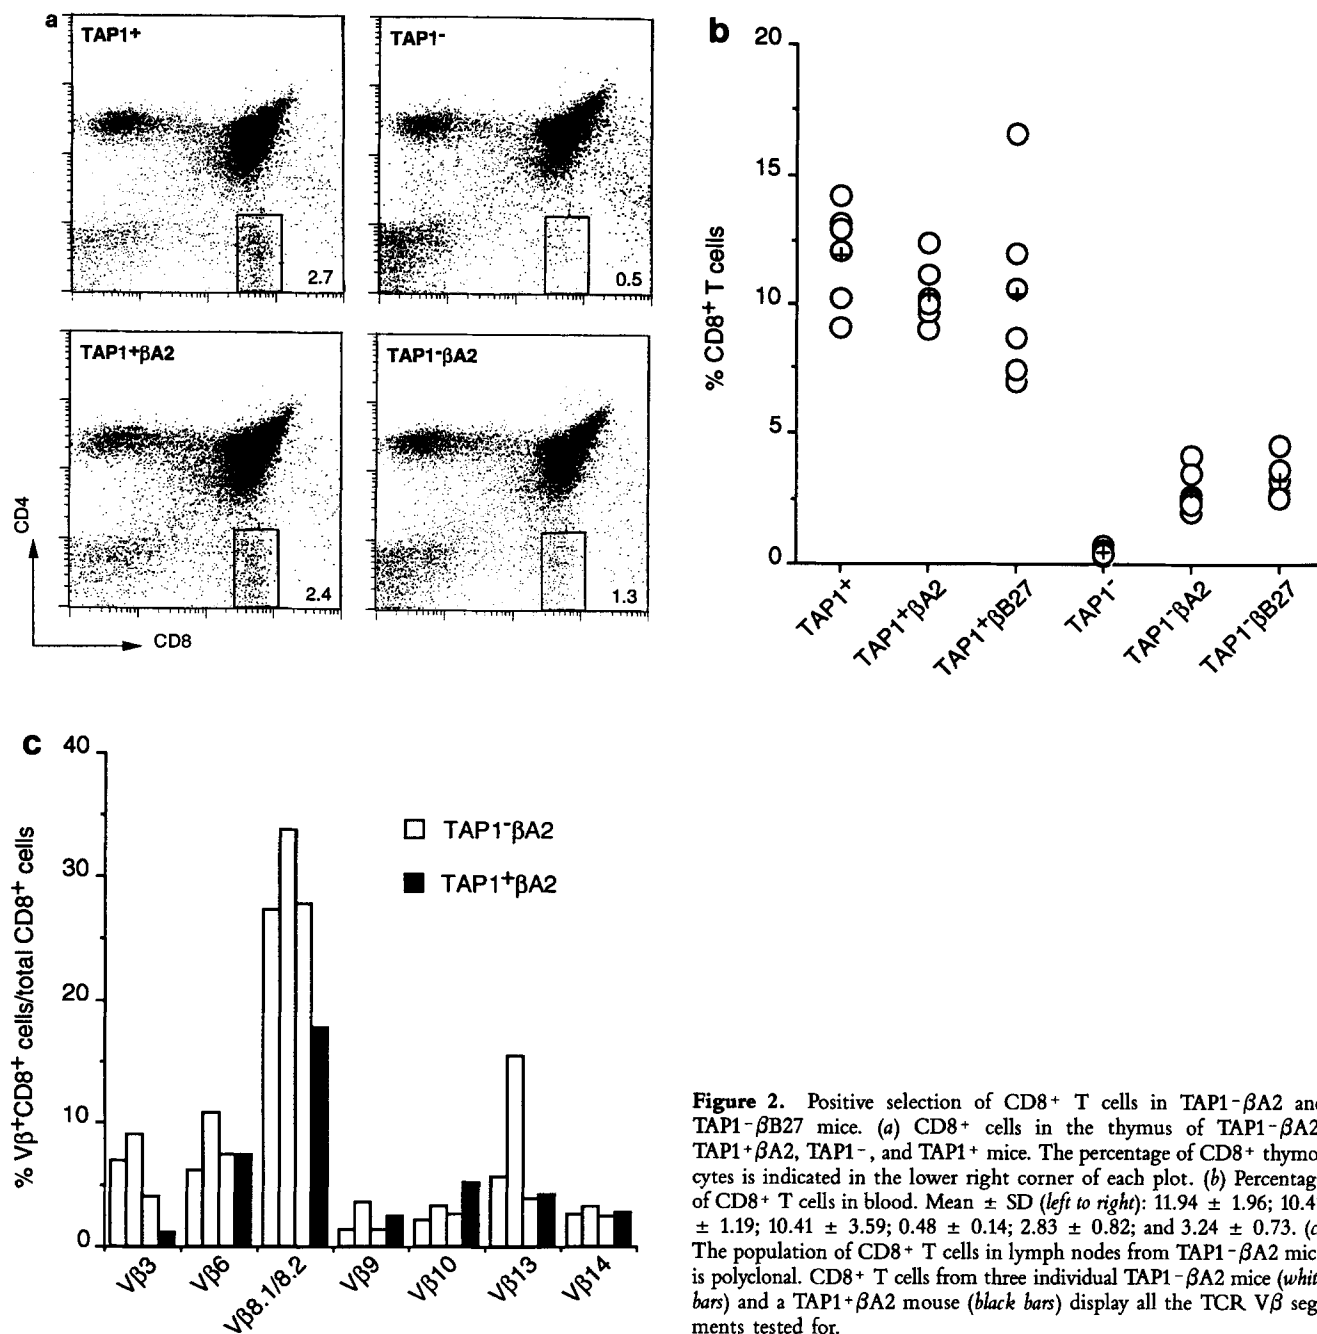 a
TAP1+
TAP1-
2.7
0.5
TAP1+βA2
TAP1-βA2
2.4
1.3
CD4
CD8
b
% CD8+ T cells
20
15
10
5
0
TAP1+
TAP1+βA2
TAP1+βB27
TAP1-
TAP1-βA2
TAP1-βB27
c
% Vβ+CD8+ cells/total CD8+ cells
40
30
20
10
0
TAP1-βA2
TAP1+βA2
Vβ3
Vβ6
Vβ8.1/8.2
Vβ9
Vβ10
Vβ13
Vβ14
Figure 2. Positive selection of CD8+ T cells in TAP1-βA2 and
TAP1-βB27 mice. (a) CD8+ cells in the thymus of TAP1-βA2
TAP1+βA2, TAP1-, and TAP1+ mice. The percentage of CD8+ thymo-
cytes is indicated in the lower right corner of each plot. (b) Percentag
of CD8+ T cells in blood. Mean ± SD (left to right): 11.94 ± 1.96; 10.4
± 1.19; 10.41 ± 3.59; 0.48 ± 0.14; 2.83 ± 0.82; and 3.24 ± 0.73. (c
The population of CD8+ T cells in lymph nodes from TAP1-βA2 mic
is polyclonal. CD8+ T cells from three individual TAP1-βA2 mice (whit
bars) and a TAP1+βA2 mouse (black bars) display all the TCR Vβ seg-
ments tested for.